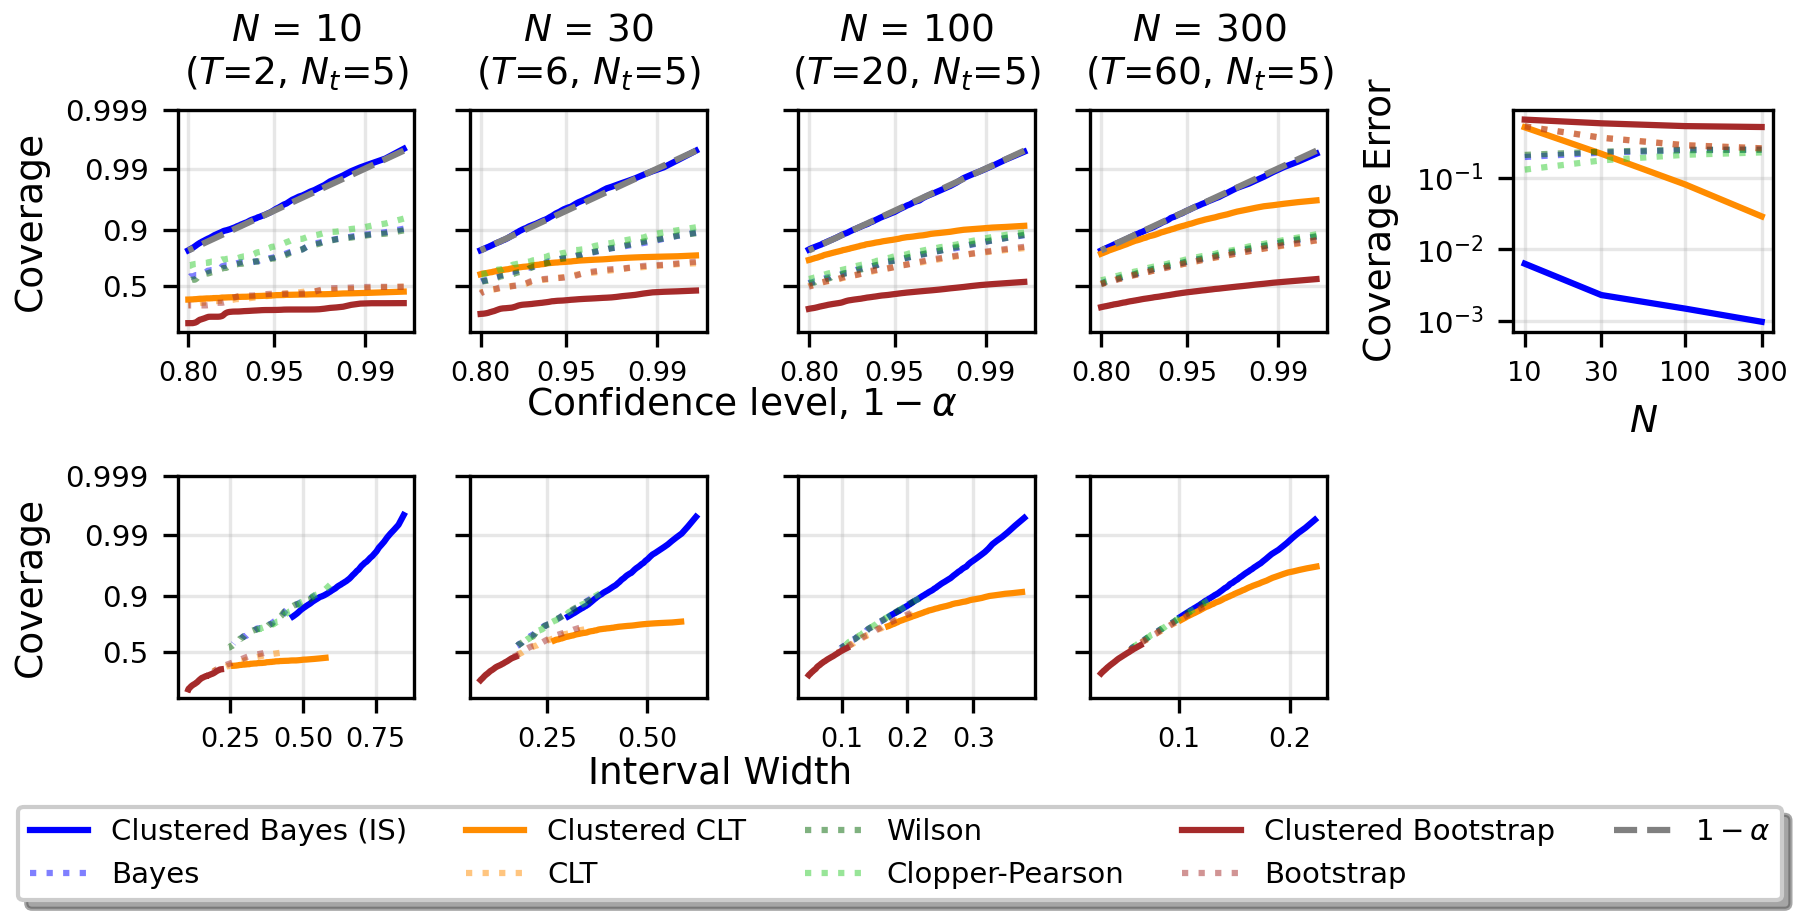 N = 10
(T=2, Nₜ=5)
N = 30
(T=6, Nₜ=5)
N = 100
(T=20, Nₜ=5)
N = 300
(T=60, Nₜ=5)
Coverage
0.999
0.99
0.9
0.5
0.80 0.95 0.99
0.80 0.95 0.99
0.80 0.95 0.99
0.80 0.95 0.99
Confidence level, 1 − α
Coverage Error
10⁻¹
10⁻²
10⁻³
10 30 100 300
N
Coverage
0.999
0.99
0.9
0.5
0.25 0.50 0.75
0.25 0.50
0.1 0.2 0.3
0.1 0.2
Interval Width
Clustered Bayes (IS)
Bayes
Clustered CLT
CLT
Wilson
Clopper-Pearson
Clustered Bootstrap
Bootstrap
1 − α